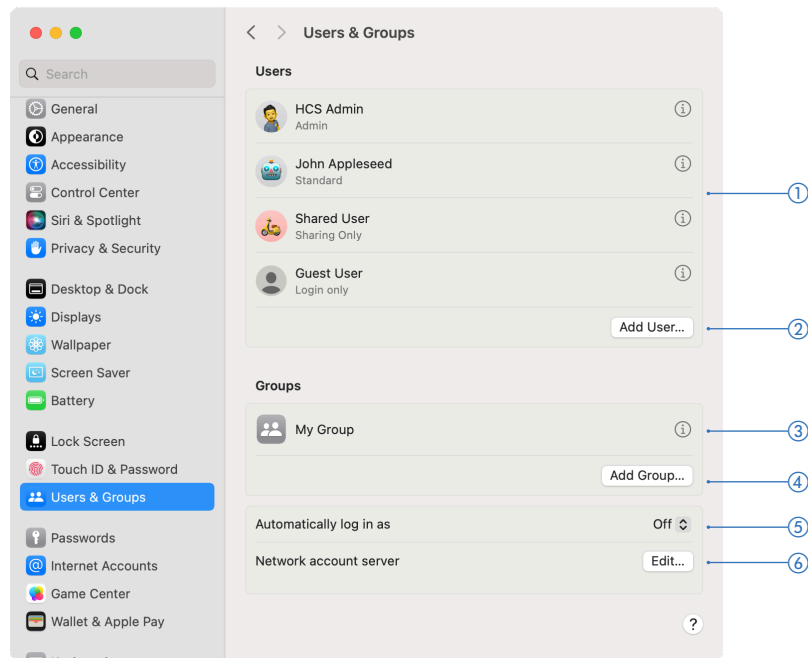 Users & Groups
Search
General
Appearance
Accessibility
Control Center
Siri & Spotlight
Privacy & Security
Desktop & Dock
Displays
Wallpaper
Screen Saver
Battery
Lock Screen
Touch ID & Password
Users & Groups
Passwords
Internet Accounts
Game Center
Wallet & Apple Pay
Users
HCS Admin
Admin
John Appleseed
Standard
Shared User
Sharing Only
Guest User
Login only
1
Add User...
2
Groups
My Group
3
Add Group...
4
Automatically log in as Off
5
Network account server Edit...
6
?